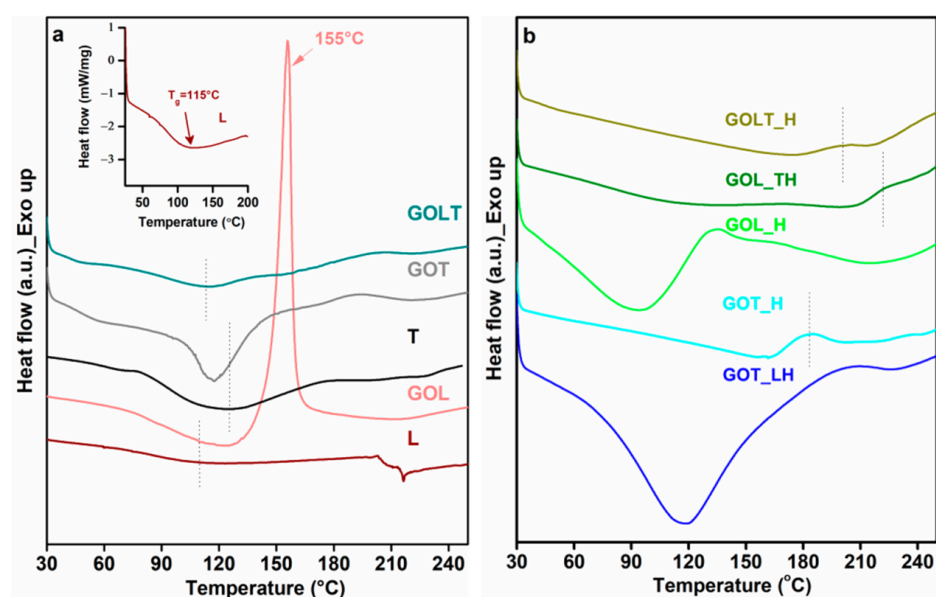 a
155°C
1
0
−1
−2
−3
Heat flow (mW/mg)
Tg=115°C
L
50
100
150
200
Temperature (°C)
GOLT
GOT
T
GOL
L
Heat flow (a.u.)_Exo up
30 60 90 120 150 180 210 240
Temperature (°C)
b
GOLT_H
GOL_TH
GOL_H
GOT_H
GOT_LH
Heat flow (a.u.)_Exo up
30 60 90 120 150 180 210 240
Temperature (°C)